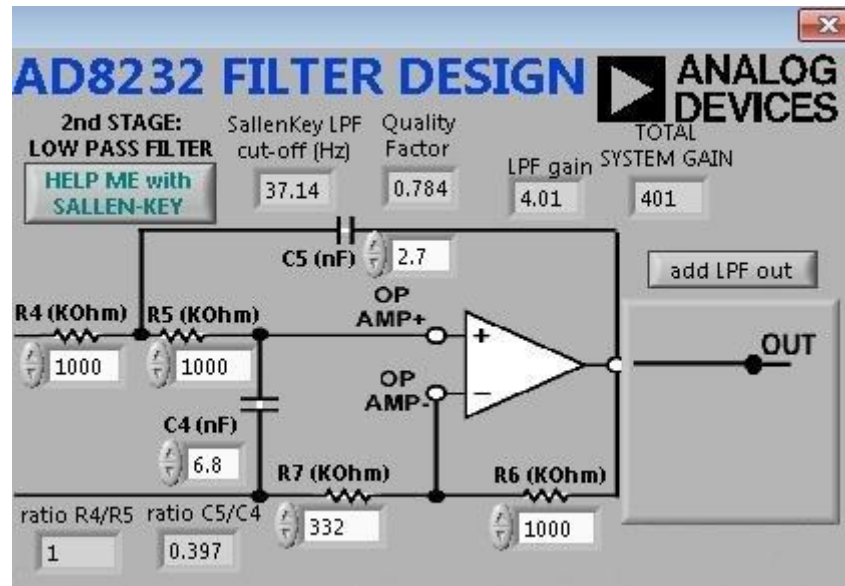 AD8232 FILTER DESIGN
ANALOG
DEVICES
2nd STAGE:
LOW PASS FILTER
HELP ME with
SALLEN-KEY
SallenKey LPF
cut-off (Hz)
37.14
Quality
Factor
0.784
LPF gain
4.01
TOTAL
SYSTEM GAIN
401
C5 (nF)
2.7
add LPF out
R4 (KOhm)
1000
R5 (KOhm)
1000
OP
AMP+
+
OP
AMP-
−
OUT
C4 (nF)
6.8
R7 (KOhm)
332
R6 (KOhm)
1000
ratio R4/R5
1
ratio C5/C4
0.397